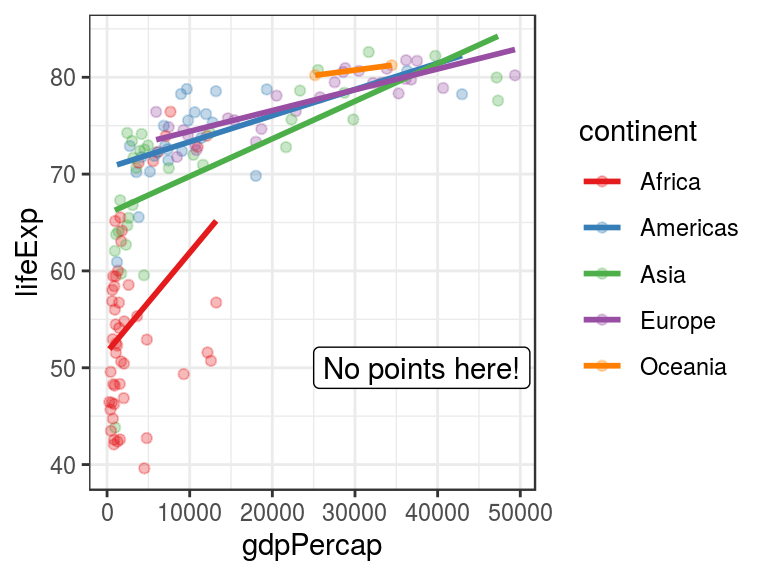 80
70
60
50
40
lifeExp
No points here!
0 10000 20000 30000 40000 50000
gdpPercap
continent
Africa
Americas
Asia
Europe
Oceania